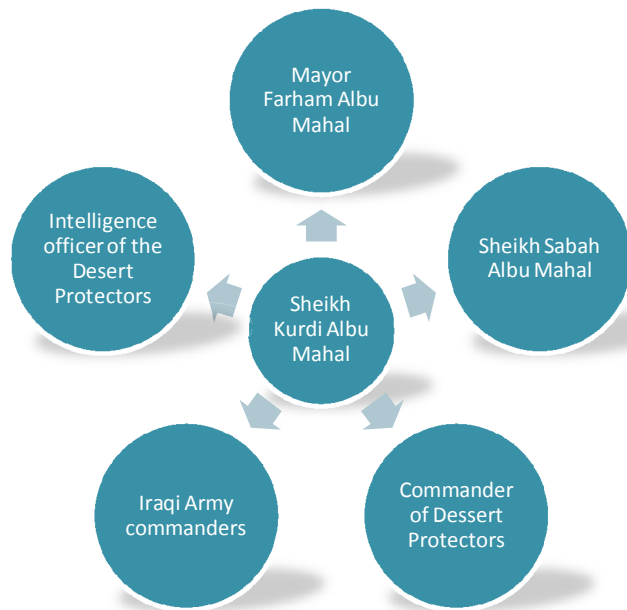 Mayor
Farham Albu
Mahal
Intelligence
officer of the
Desert
Protectors
Sheikh Sabah
Albu Mahal
Sheikh
Kurdi Albu
Mahal
Iraqi Army
commanders
Commander
of Dessert
Protectors